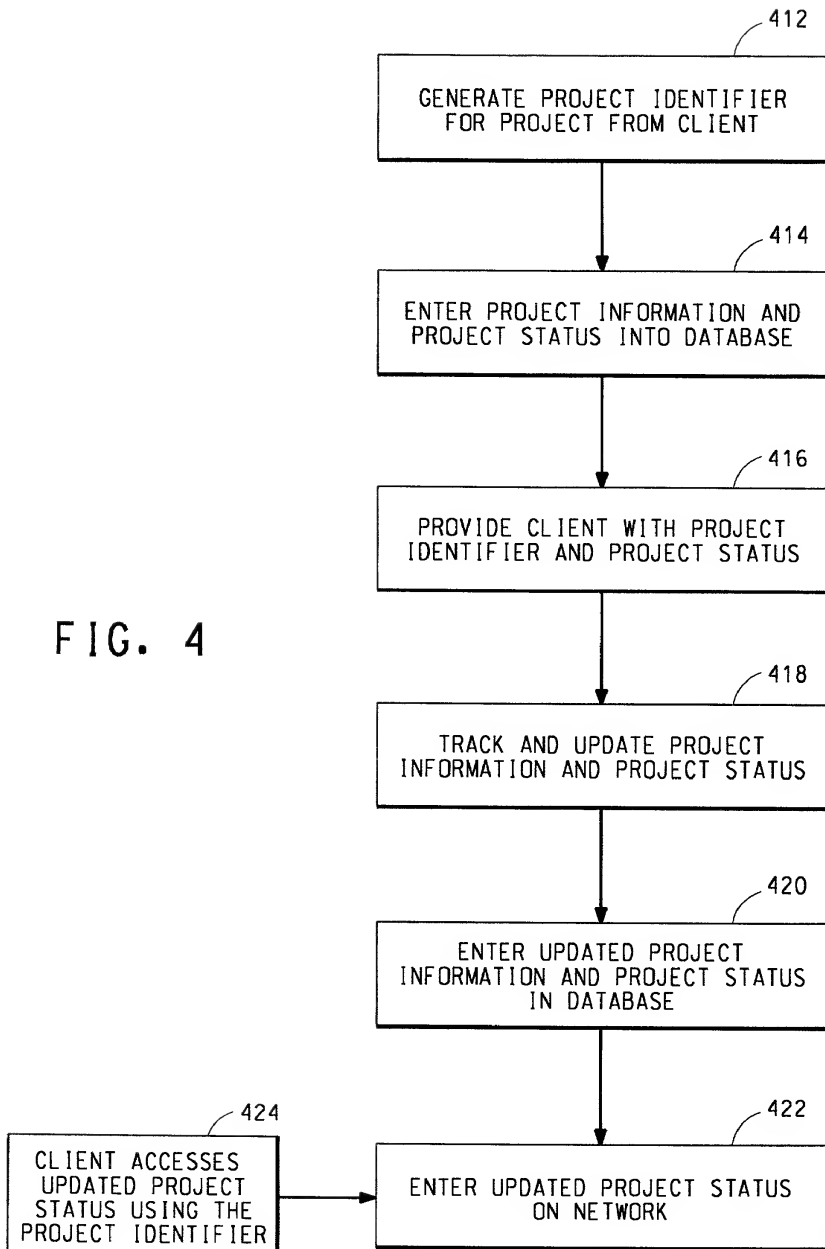 412
GENERATE PROJECT IDENTIFIER
FOR PROJECT FROM CLIENT
414
ENTER PROJECT INFORMATION AND
PROJECT STATUS INTO DATABASE
416
PROVIDE CLIENT WITH PROJECT
IDENTIFIER AND PROJECT STATUS
FIG. 4
418
TRACK AND UPDATE PROJECT
INFORMATION AND PROJECT STATUS
420
ENTER UPDATED PROJECT
INFORMATION AND PROJECT STATUS
IN DATABASE
424
CLIENT ACCESSES
UPDATED PROJECT
STATUS USING THE
PROJECT IDENTIFIER
422
ENTER UPDATED PROJECT STATUS
ON NETWORK